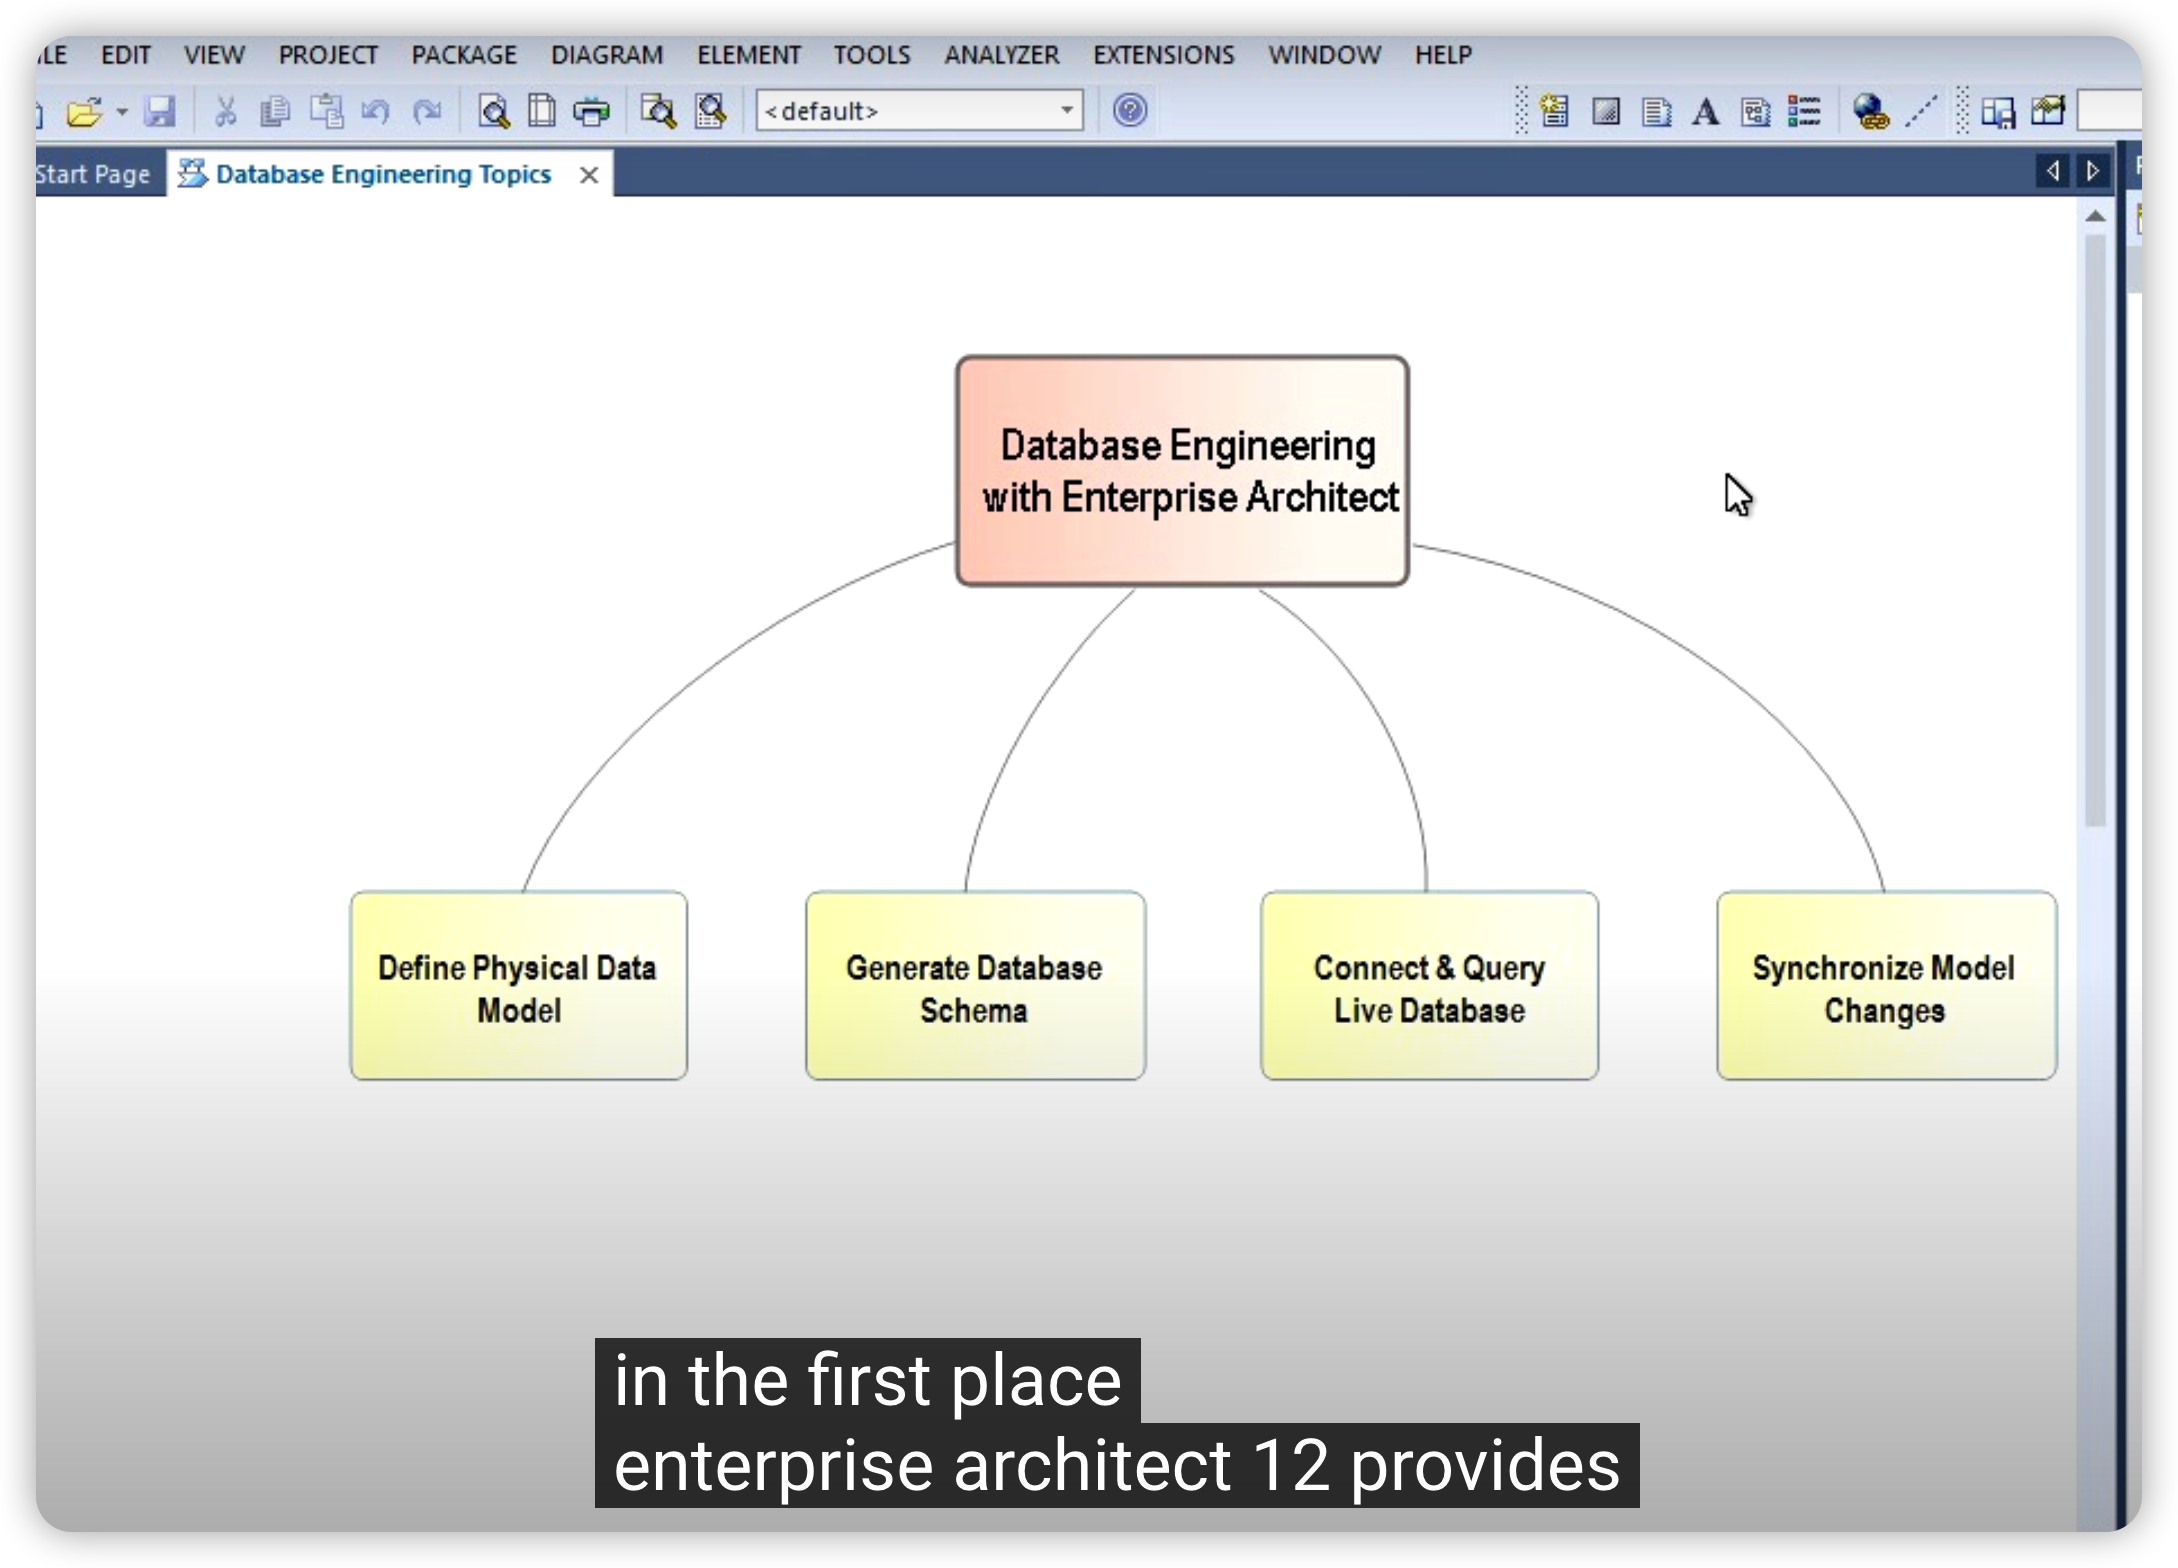 EDIT VIEW PROJECT PACKAGE DIAGRAM ELEMENT TOOLS ANALYZER EXTENSIONS WINDOW HELP
<default>
A
Start Page
Database Engineering Topics
Database Engineering
with Enterprise Architect
Define Physical Data
Model
Generate Database
Schema
Connect & Query
Live Database
Synchronize Model
Changes
in the first place
enterprise architect 12 provides